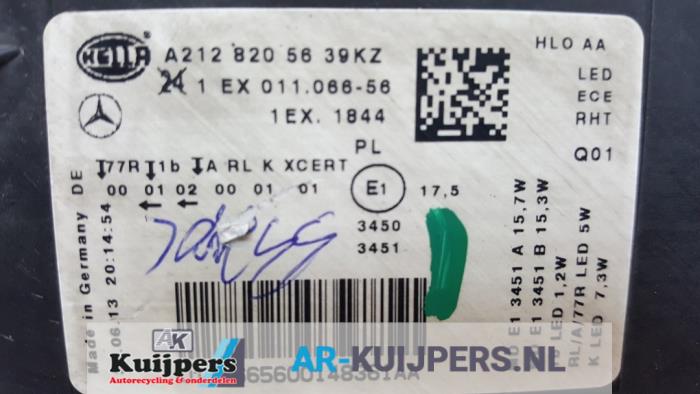 HELLA
A212 820 56 39KZ
1 EX 011.066-56
1EX. 1844
PL
77R 1b A RL K XCERT
00 01 02 00 01 01
E1
17,5
3450
3451
HLO AA
LED
ECE
RHT
Q01
Made in Germany DE
.06.13 20:14:54
E1 3451 A 15,7W
E1 3451 B 15,3W
LED 1,2W
RL/A/77R LED 5W
K LED 7,3W
AK
Kuijpers
Autorecycling & onderdelen
AR-KUIJPERS.NL
5600148361AA